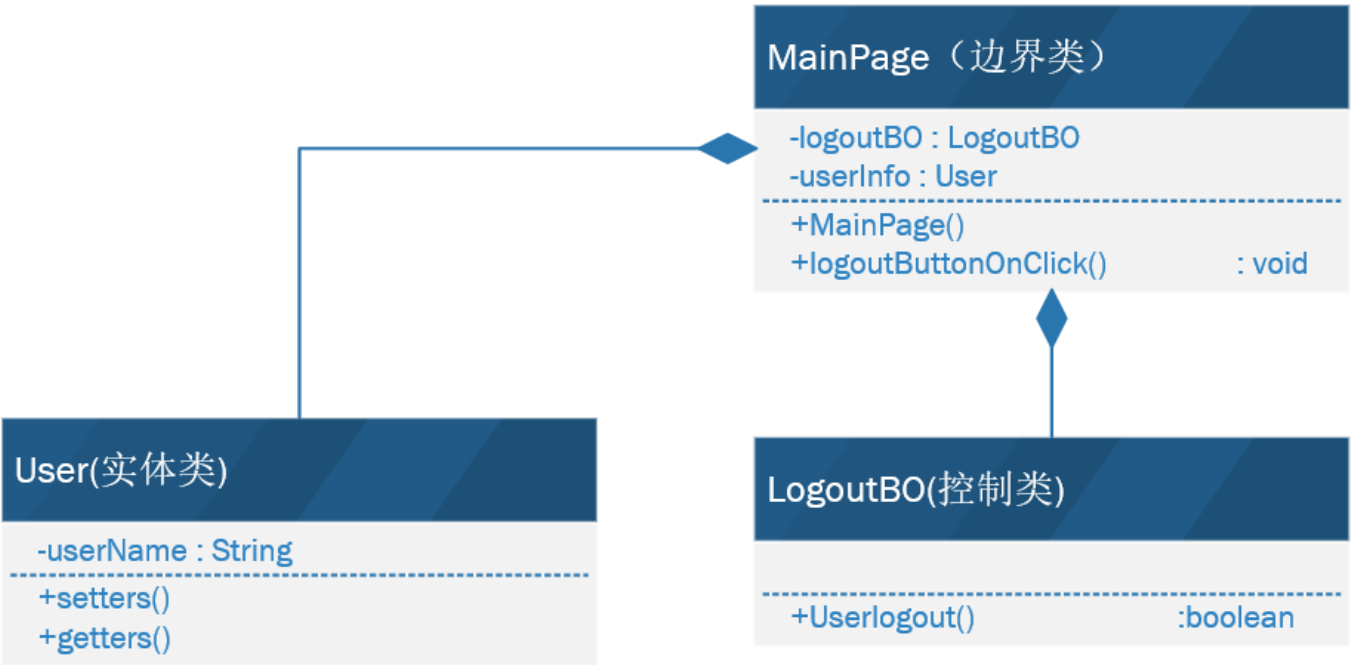 MainPage（边界类）
-logoutBO : LogoutBO
-userInfo : User
+MainPage()
+logoutButtonOnClick() : void
User(实体类)
-userName : String
+setters()
+getters()
LogoutBO(控制类)
+Userlogout() :boolean